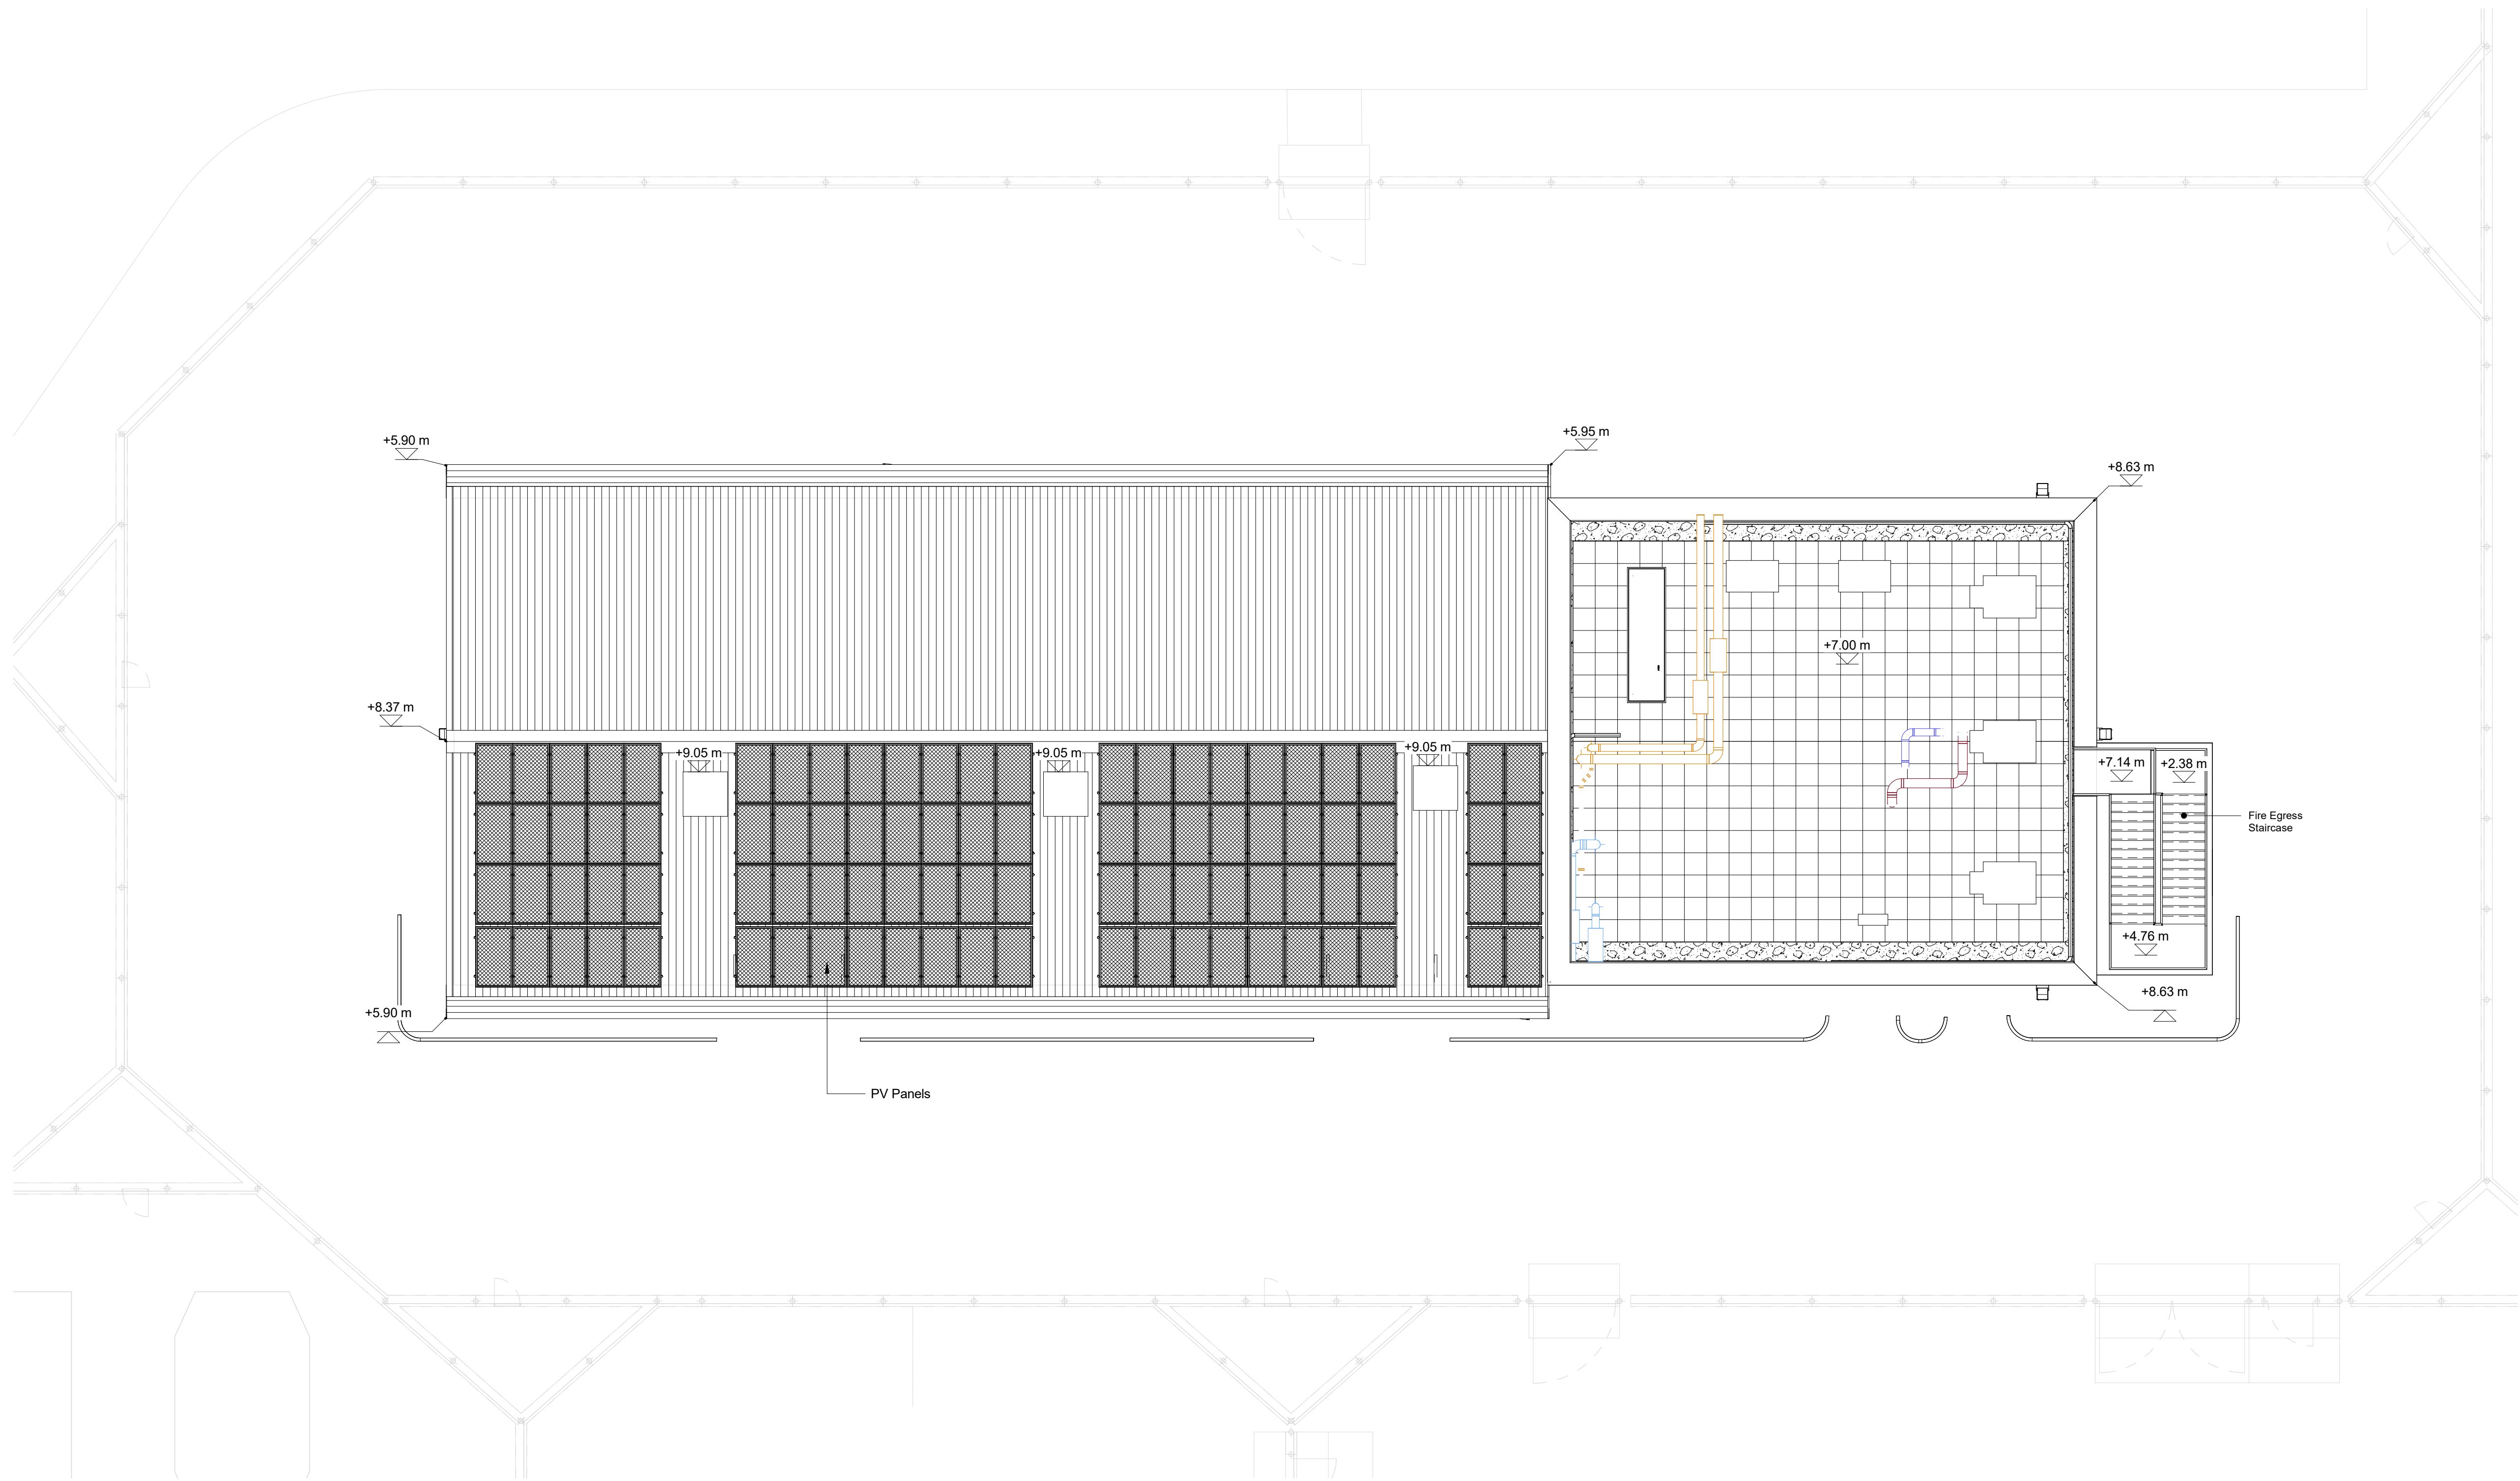 +5.95 m
+5.90 m
+8.63 m
+7.00 m
+8.37 m
+9.05 m
+9.05 m
+9.05 m
+7.14 m
+2.38 m
Fire Egress
Staircase
+4.76 m
+8.63 m
+5.90 m
PV Panels